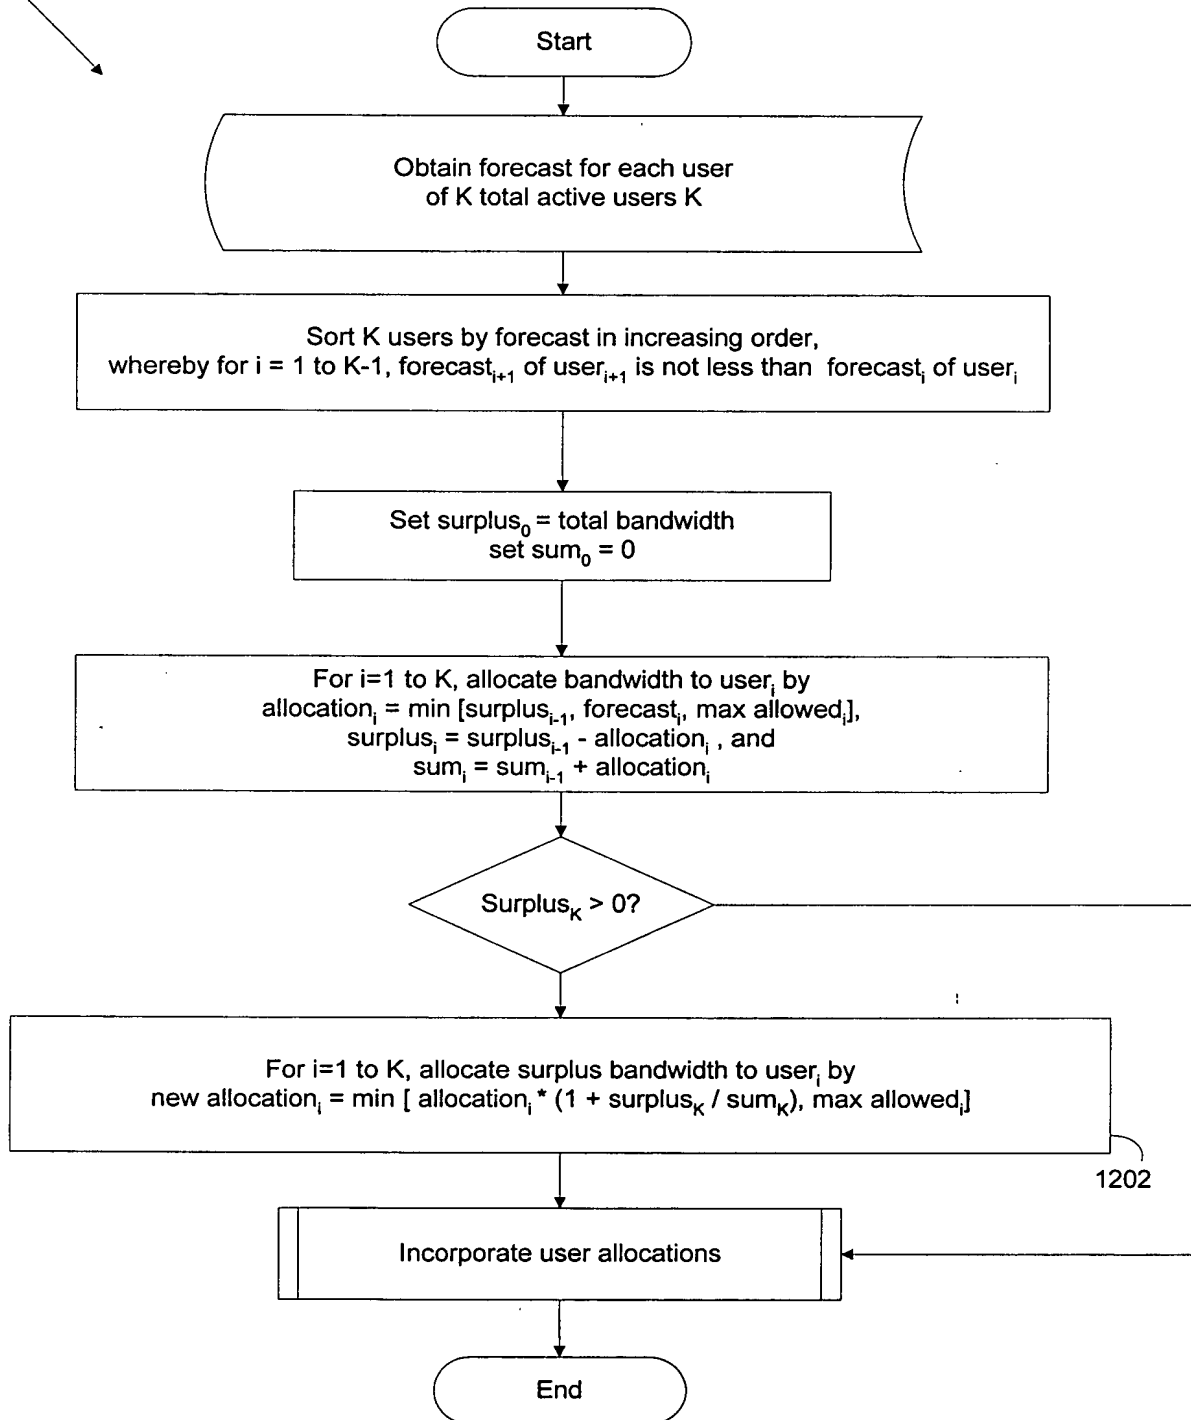 Start
Obtain forecast for each user
of K total active users K
Sort K users by forecast in increasing order,
whereby for i = 1 to K-1, forecast_{i+1} of user_{i+1} is not less than forecast_i of user_i
Set surplus_0 = total bandwidth
set sum_0 = 0
For i=1 to K, allocate bandwidth to user_i by
allocation_i = min [surplus_{i-1}, forecast_i, max allowed_i],
surplus_i = surplus_{i-1} - allocation_i , and
sum_i = sum_{i-1} + allocation_i
Surplus_K > 0?
For i=1 to K, allocate surplus bandwidth to user_i by
new allocation_i = min [ allocation_i * (1 + surplus_K / sum_K), max allowed_i]
1202
Incorporate user allocations
End